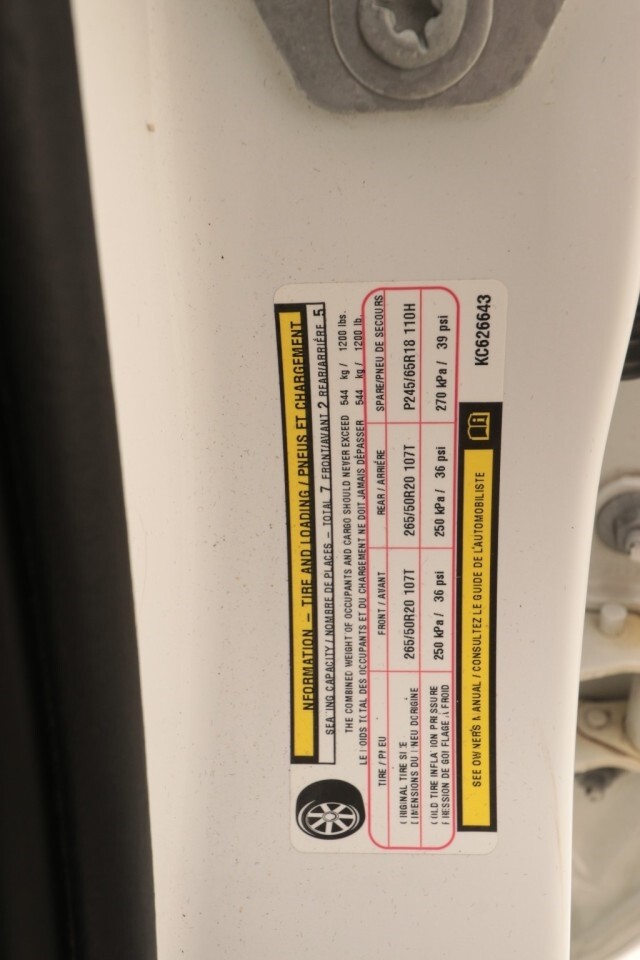 NFORMATION – TIRE AND LOADING / PNEUS ET CHARGEMENT
SEA ING CAPACITY / NOMBRE DE PLACES – TOTAL 7 FRONT/AVANT 2 REAR/ARRIÈRE 5
THE COMBINED WEIGHT OF OCCUPANTS AND CARGO SHOULD NEVER EXCEED 544 kg / 1200 lbs.
LE POIDS TOTAL DES OCCUPANTS ET DU CHARGEMENT NE DOIT JAMAIS DÉPASSER 544 kg / 1200 lb.
TIRE / PNEU FRONT / AVANT REAR / ARRIÈRE SPARE/PNEU DE SECOURS
ORIGINAL TIRE SIZE
DIMENSIONS DU PNEU D'ORIGINE 265/50R20 107T 265/50R20 107T P245/65R18 110H
COLD TIRE INFLATION PRESSURE
PRESSION DE GONFLAGE À FROID 250 kPa / 36 psi 250 kPa / 36 psi 270 kPa / 39 psi
SEE OWNER'S MANUAL / CONSULTEZ LE GUIDE DE L'AUTOMOBILISTE
KC626643